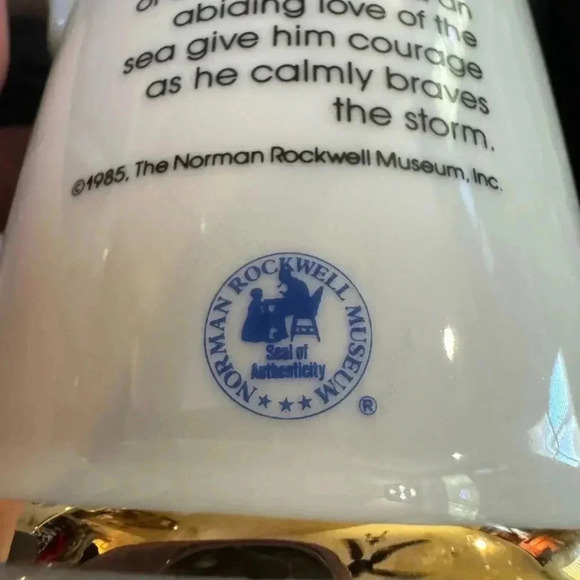 an
abiding love of the
sea give him courage
as he calmly braves
the storm.
©1985, The Norman Rockwell Museum, Inc.
NORMAN ROCKWELL MUSEUM
Seal of
Authenticity
®